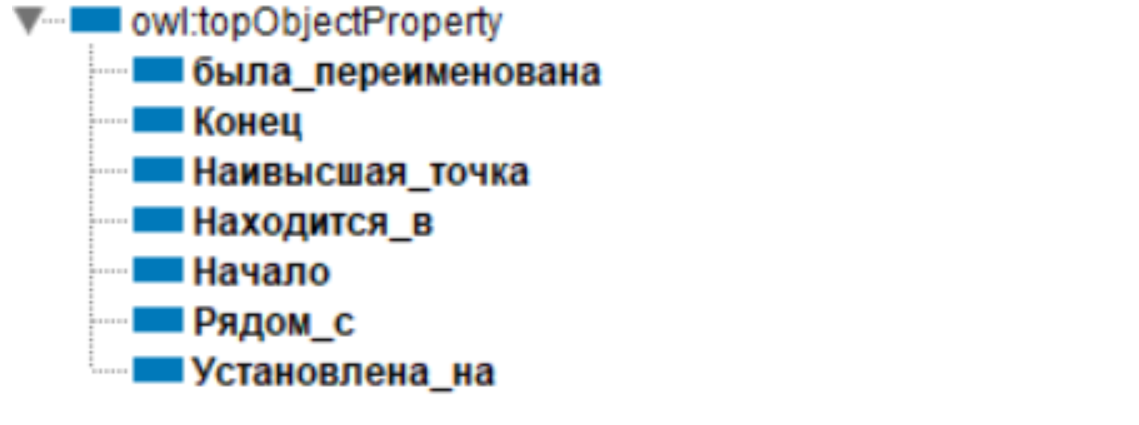 owl:topObjectProperty
была_переименована
Конец
Наивысшая_точка
Находится_в
Начало
Рядом_с
Установлена_на